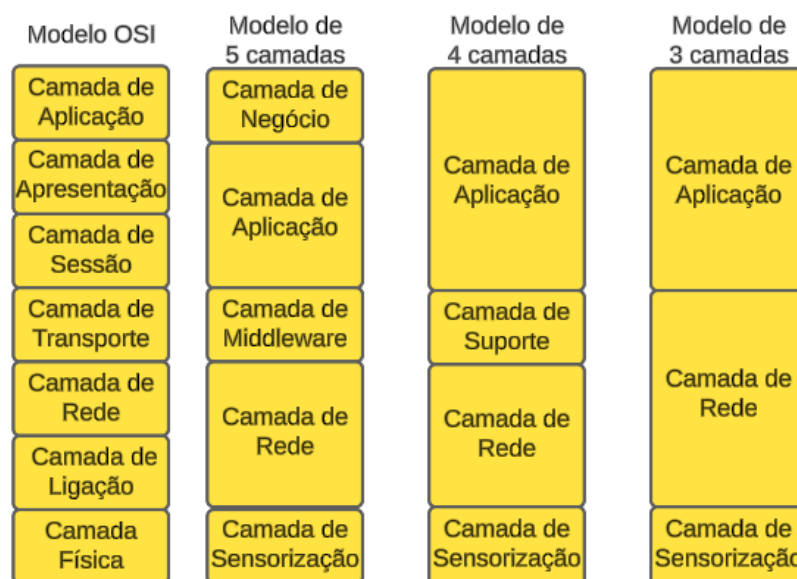 Modelo OSI
Camada de
Aplicação
Camada de
Apresentação
Camada de
Sessão
Camada de
Transporte
Camada de
Rede
Camada de
Ligação
Camada
Física
Modelo de
5 camadas
Camada de
Negócio
Camada de
Aplicação
Camada de
Middleware
Camada de
Rede
Camada de
Sensorização
Modelo de
4 camadas
Camada de
Aplicação
Camada de
Suporte
Camada de
Rede
Camada de
Sensorização
Modelo de
3 camadas
Camada de
Aplicação
Camada de
Rede
Camada de
Sensorização